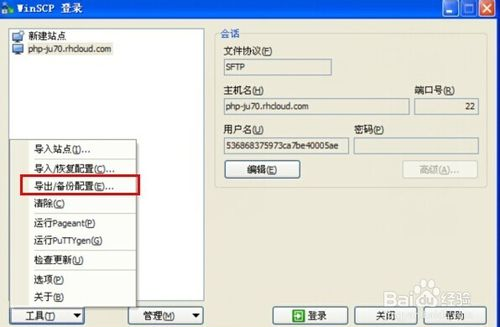 WinSCP 登录
新建站点
php-ju70.rhcloud.com
会话
文件协议(F)
SFTP
主机名(H)
端口号(R)
php-ju70.rhcloud.com
22
用户名(U)
密码(P)
536868375973ca7be40005ae
编辑(E)
高级(A)...
导入站点(I)...
导入/恢复配置(C)...
导出/备份配置(E)...
清除(C)
运行Pageant(P)
运行PuTTYgen(G)
检查更新(U)
选项(P)
关于(B)
工具(T)
管理(M)
登录
关闭
帮助
Baidu 经验